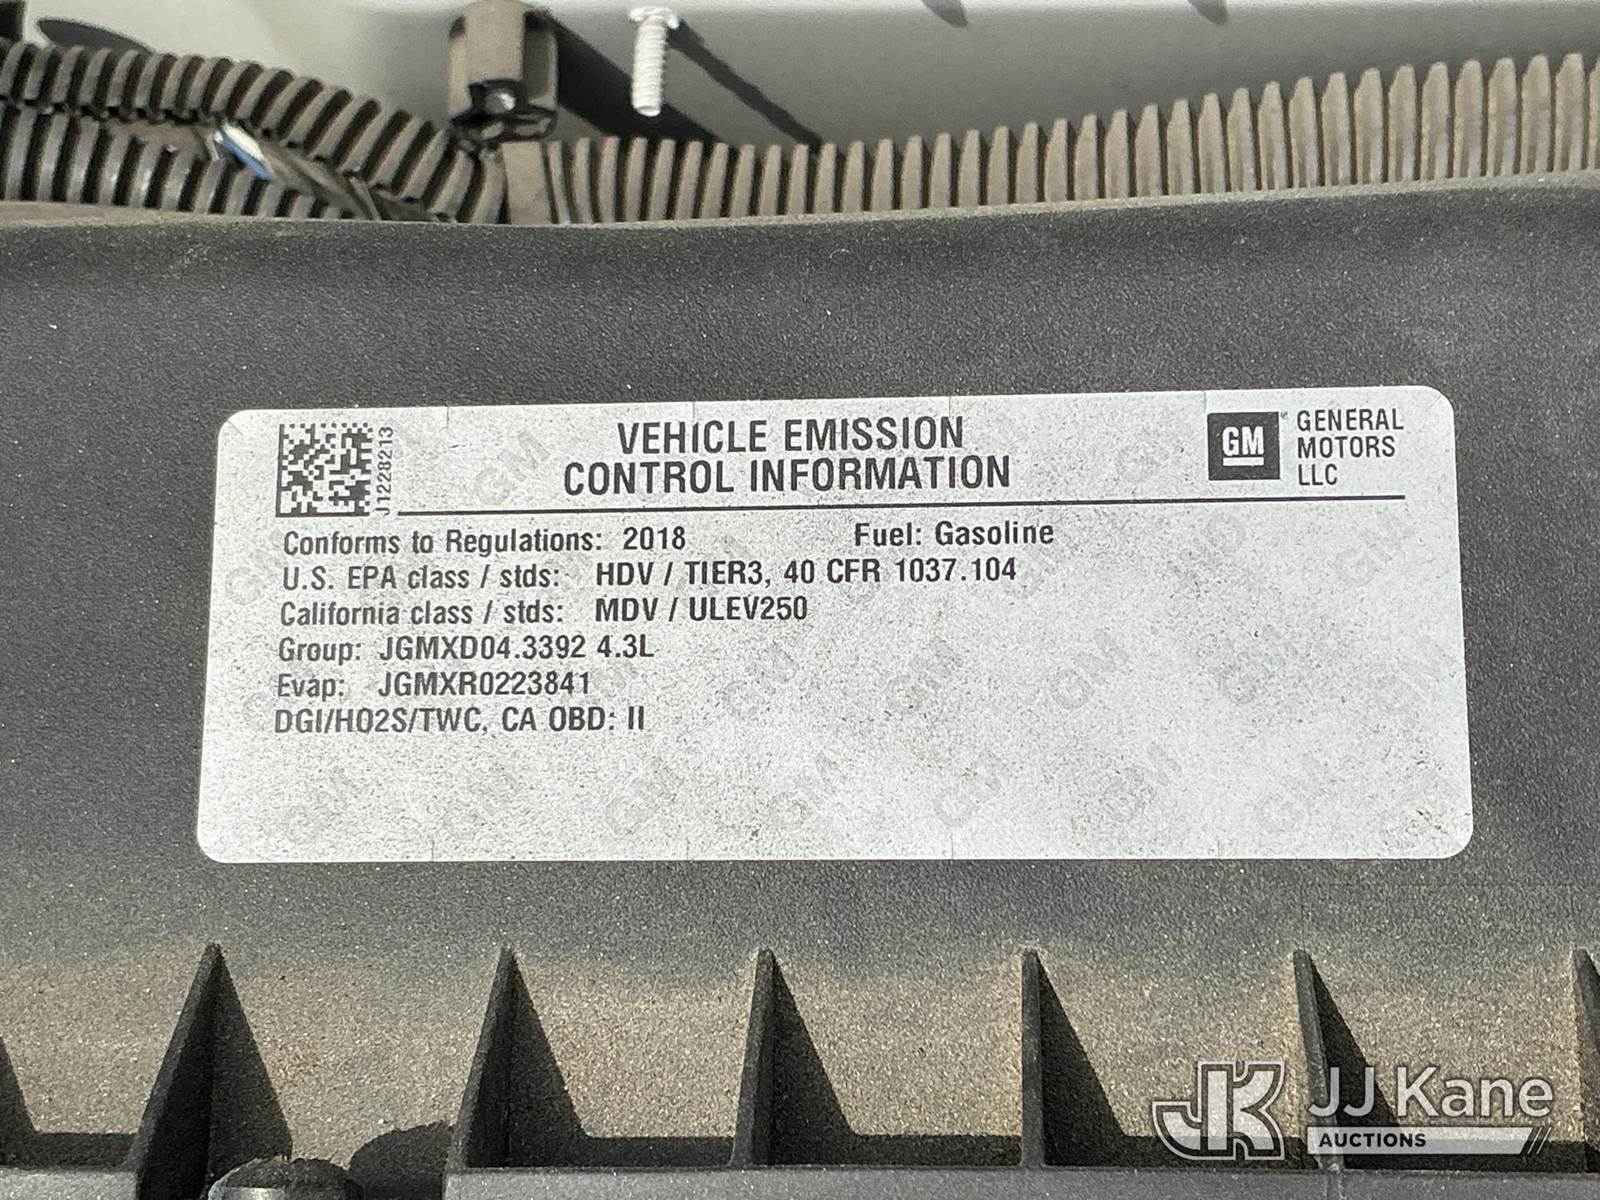 J1228213
VEHICLE EMISSION
CONTROL INFORMATION
GM
GENERAL
MOTORS
LLC
Conforms to Regulations: 2018 Fuel: Gasoline
U.S. EPA class / stds: HDV / TIER3, 40 CFR 1037.104
California class / stds: MDV / ULEV250
Group: JGMXD04.3392 4.3L
Evap: JGMXR0223841
DGI/HO2S/TWC, CA OBD: II
JK JJ Kane
AUCTIONS